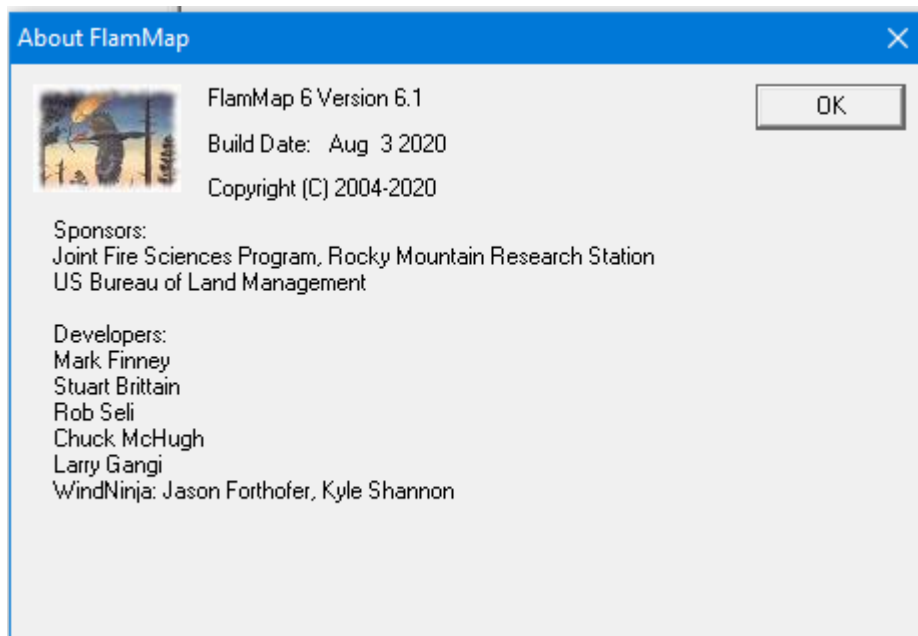 About FlamMap
FlamMap 6 Version 6.1
OK
Build Date: Aug 3 2020
Copyright (C) 2004-2020
Sponsors:
Joint Fire Sciences Program, Rocky Mountain Research Station
US Bureau of Land Management
Developers:
Mark Finney
Stuart Brittain
Rob Seli
Chuck McHugh
Larry Gangi
WindNinja: Jason Forthofer, Kyle Shannon